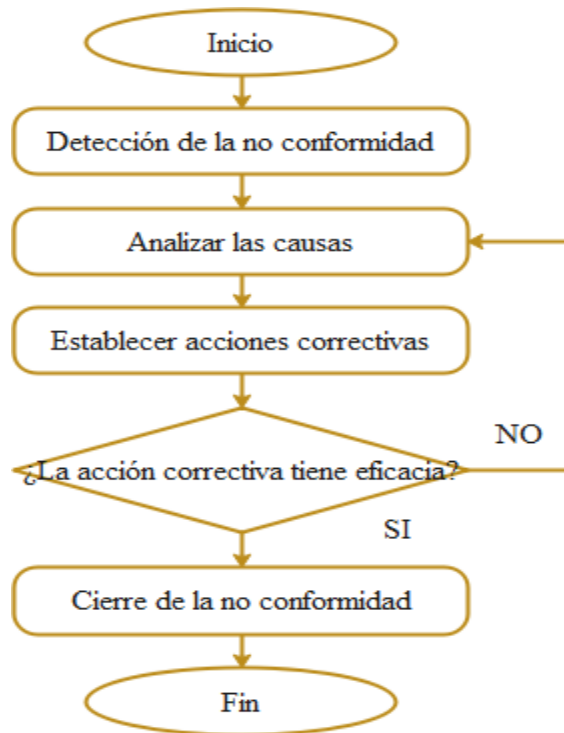 Inicio
Detección de la no conformidad
Analizar las causas
Establecer acciones correctivas
NO
¿La acción correctiva tiene eficacia?
SI
Cierre de la no conformidad
Fin